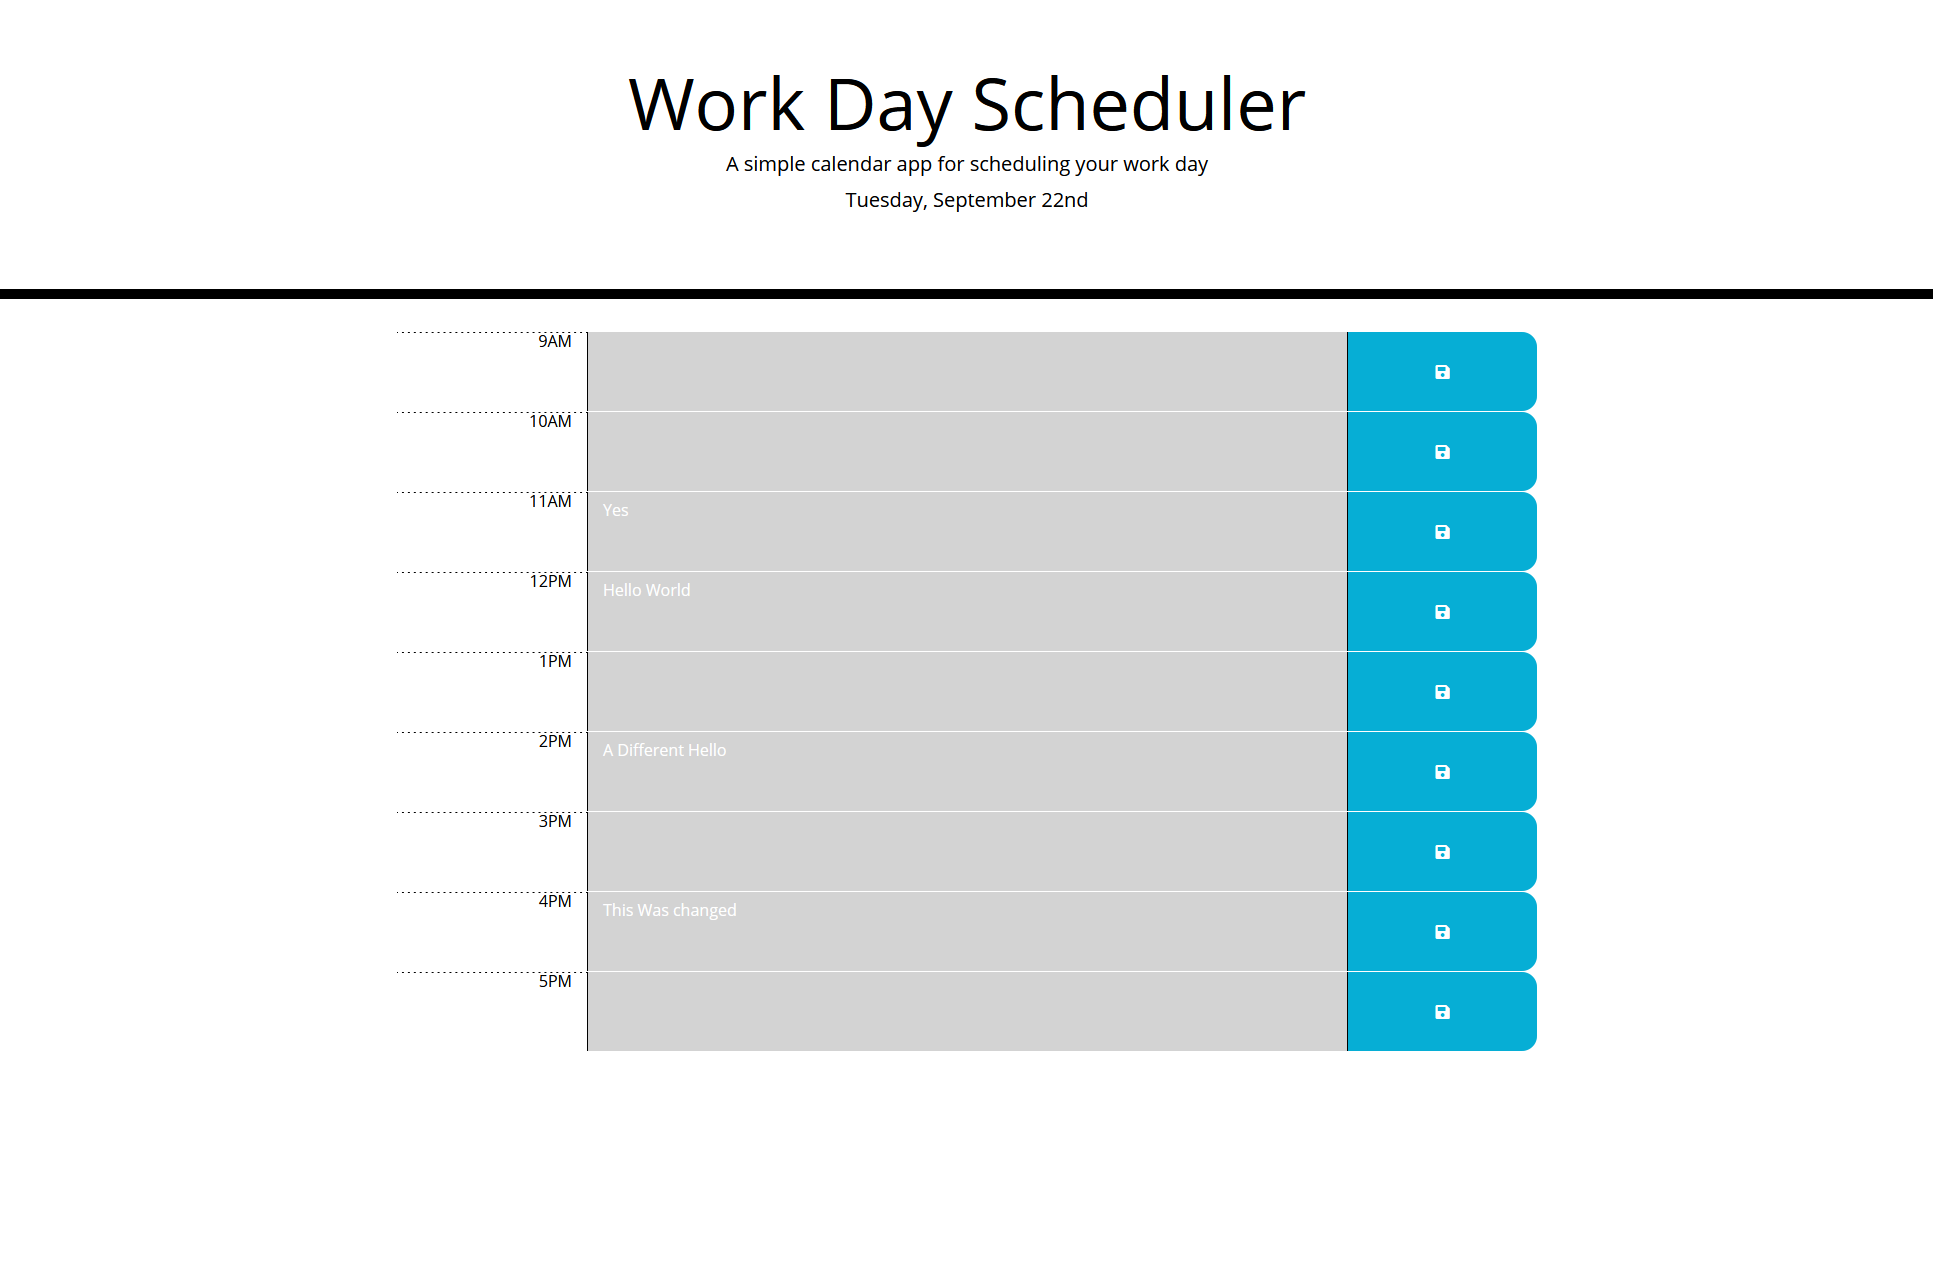 Work Day Scheduler
A simple calendar app for scheduling your work day
Tuesday, September 22nd
9AM
10AM
11AM Yes
12PM Hello World
1PM
2PM A Different Hello
3PM
4PM This Was changed
5PM